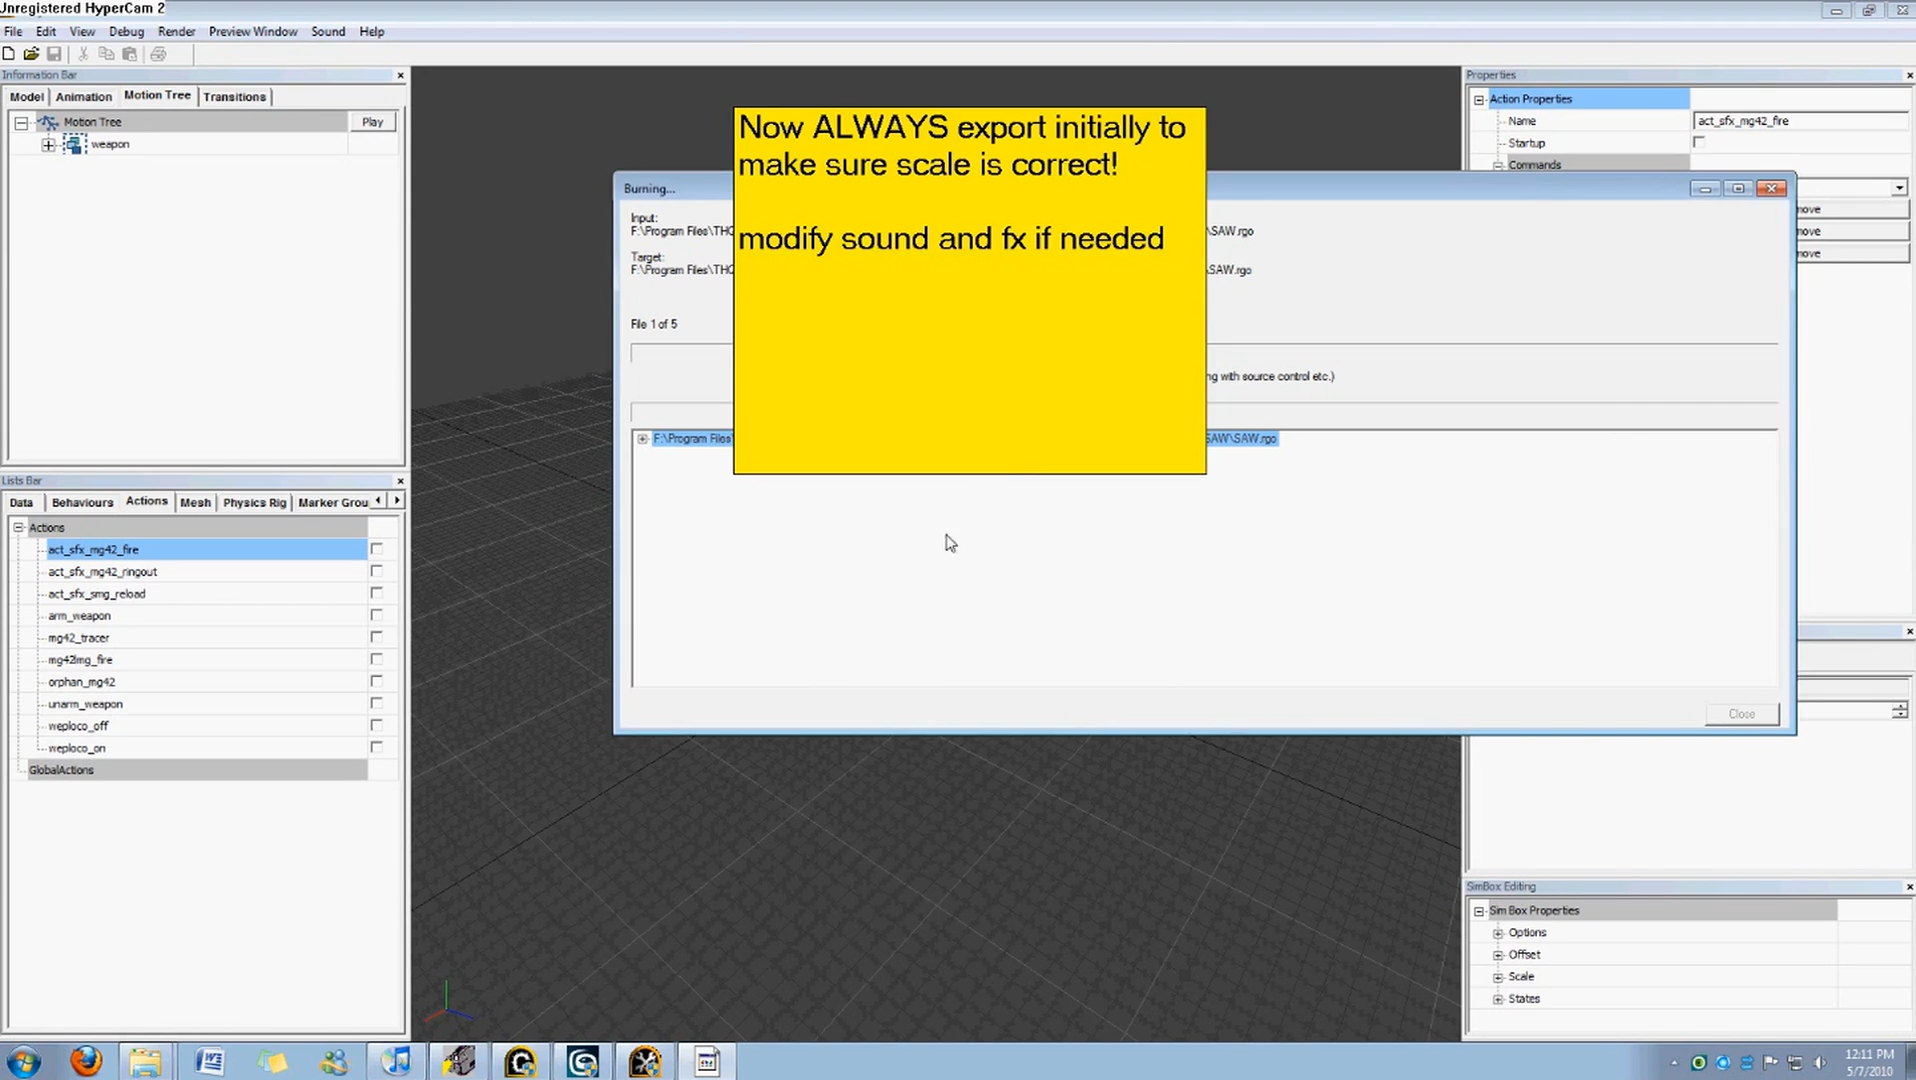 Unregistered HyperCam 2
File Edit View Debug Render Preview Window Sound Help
Information Bar
Model Animation Motion Tree Transitions
Motion Tree Play
weapon
Lists Bar
Data Behaviours Actions Mesh Physics Rig Marker Grou
Actions
act_sfx_mg42_fire
act_sfx_mg42_ringout
act_sfx_smg_reload
arm_weapon
mg42_tracer
mg42lmg_fire
orphan_mg42
unarm_weapon
weploco_off
weploco_on
GlobalActions
Now ALWAYS export initially to
make sure scale is correct!
modify sound and fx if needed
Burning...
Input:
F:\Program Files\THQ SAW.rgo
Target:
F:\Program Files\THQ SAW.rgo
File 1 of 5
ng with source control etc.)
F:\Program Files\ SAW\SAW.rgo
Close
Properties
Action Properties
Name act_sfx_mg42_fire
Startup
Commands
move
move
move
SimBox Editing
Sim Box Properties
Options
Offset
Scale
States
12:11 PM
5/7/2010